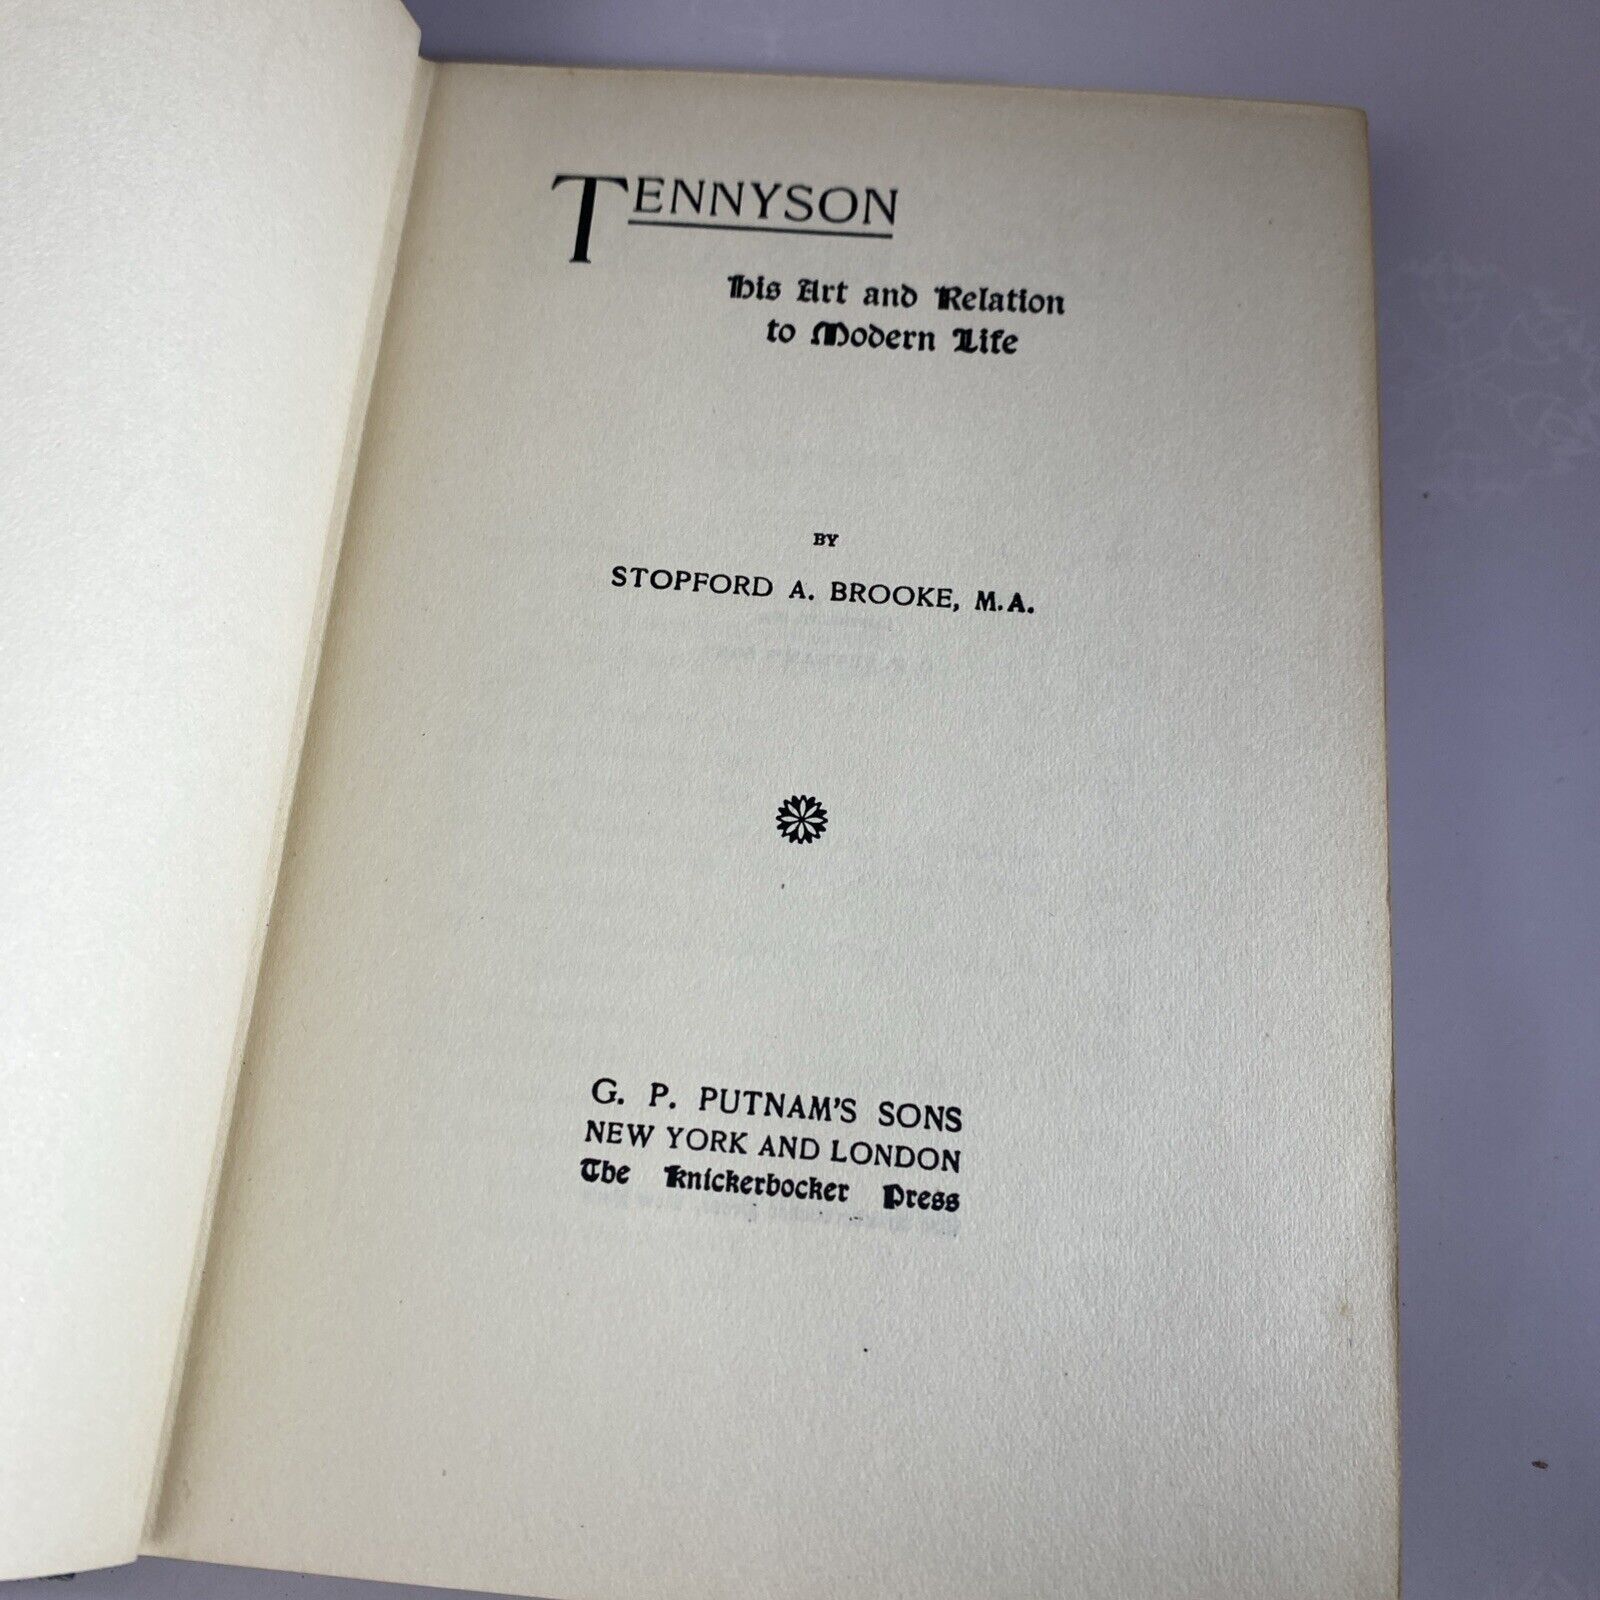 TENNYSON
His Art and Relation
to Modern Life
BY
STOPFORD A. BROOKE, M.A.
G. P. PUTNAM'S SONS
NEW YORK AND LONDON
The Knickerbocker Press